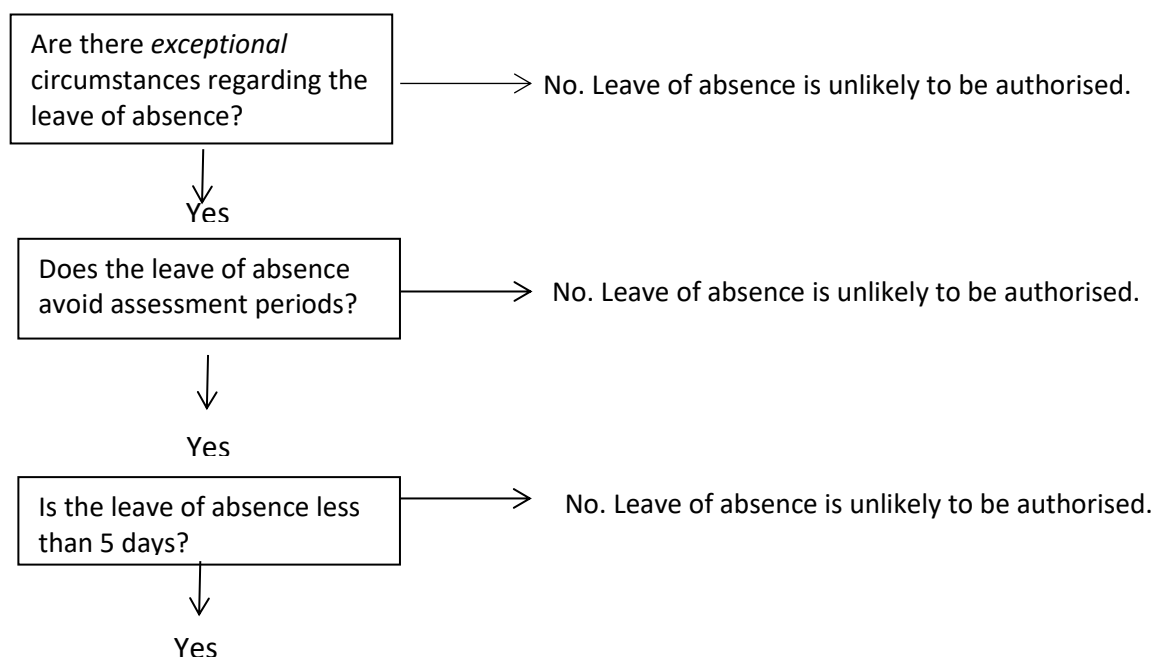 Are there exceptional
circumstances regarding the
leave of absence?
No. Leave of absence is unlikely to be authorised.
Yes
Does the leave of absence
avoid assessment periods?
No. Leave of absence is unlikely to be authorised.
Yes
Is the leave of absence less
than 5 days?
No. Leave of absence is unlikely to be authorised.
Yes